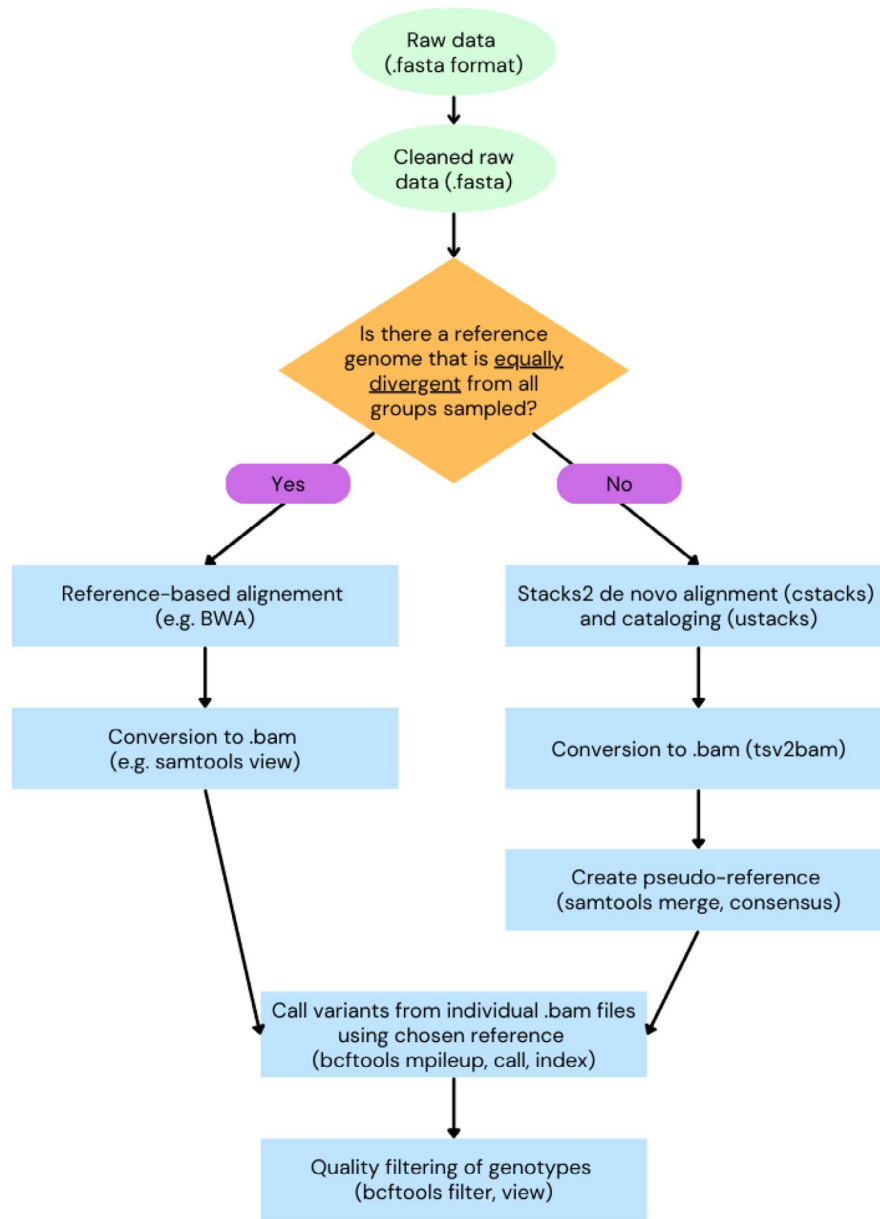 Raw data
(.fasta format)
Cleaned raw
data (.fasta)
Is there a reference
genome that is equally
divergent from all
groups sampled?
Yes
No
Reference-based alignement
(e.g. BWA)
Stacks2 de novo alignment (cstacks)
and cataloging (ustacks)
Conversion to .bam
(e.g. samtools view)
Conversion to .bam (tsv2bam)
Create pseudo-reference
(samtools merge, consensus)
Call variants from individual .bam files
using chosen reference
(bcftools mpileup, call, index)
Quality filtering of genotypes
(bcftools filter, view)